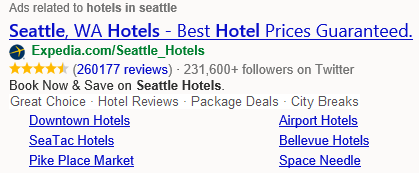 Ads related to hotels in seattle
Seattle, WA Hotels - Best Hotel Prices Guaranteed.
Expedia.com/Seattle_Hotels
(260177 reviews) · 231,600+ followers on Twitter
Book Now & Save on Seattle Hotels.
Great Choice · Hotel Reviews · Package Deals · City Breaks
Downtown Hotels Airport Hotels
SeaTac Hotels Bellevue Hotels
Pike Place Market Space Needle